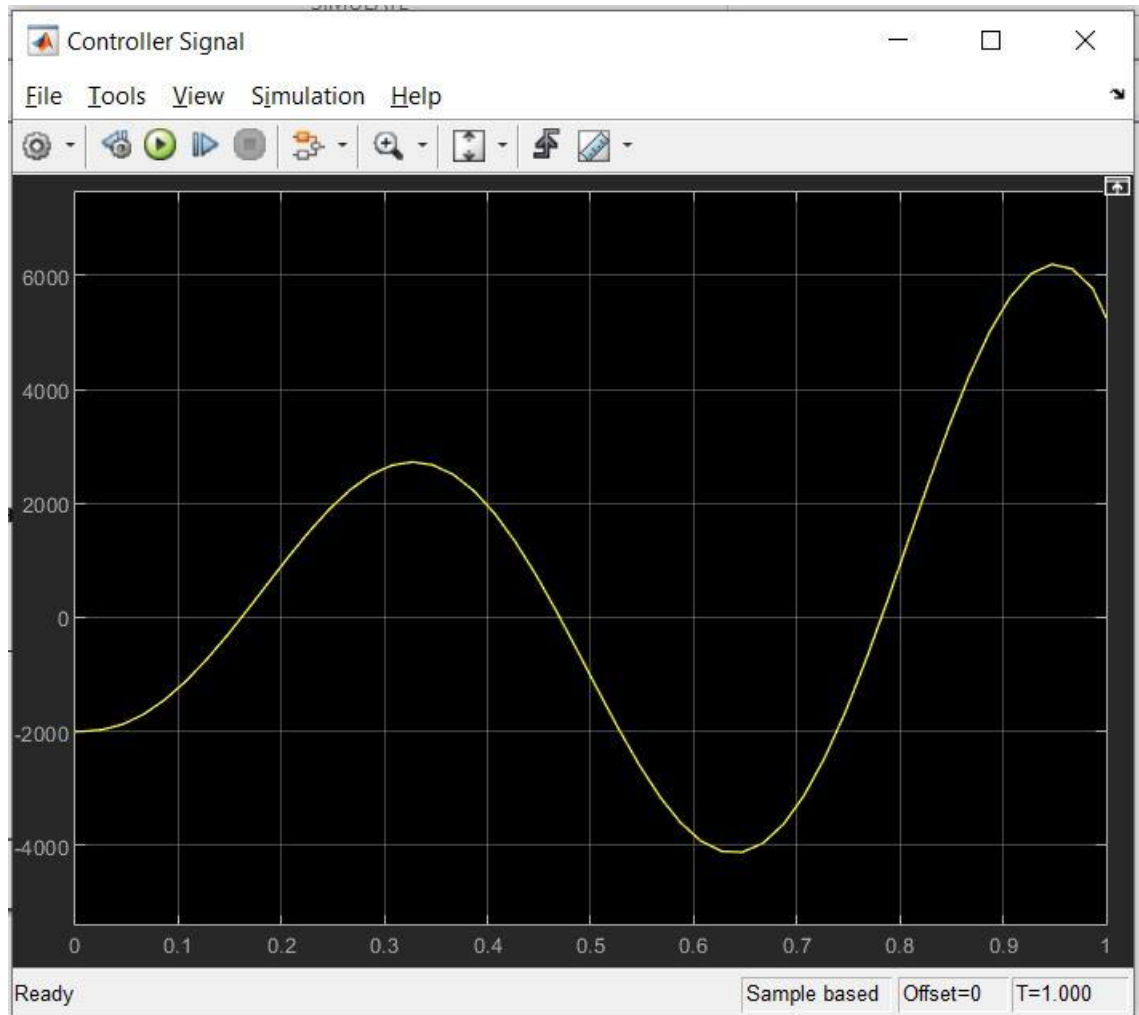 SIMULATE
Controller Signal
File Tools View Simulation Help
6000
4000
2000
0
-2000
-4000
0 0.1 0.2 0.3 0.4 0.5 0.6 0.7 0.8 0.9 1
Ready Sample based Offset=0 T=1.000